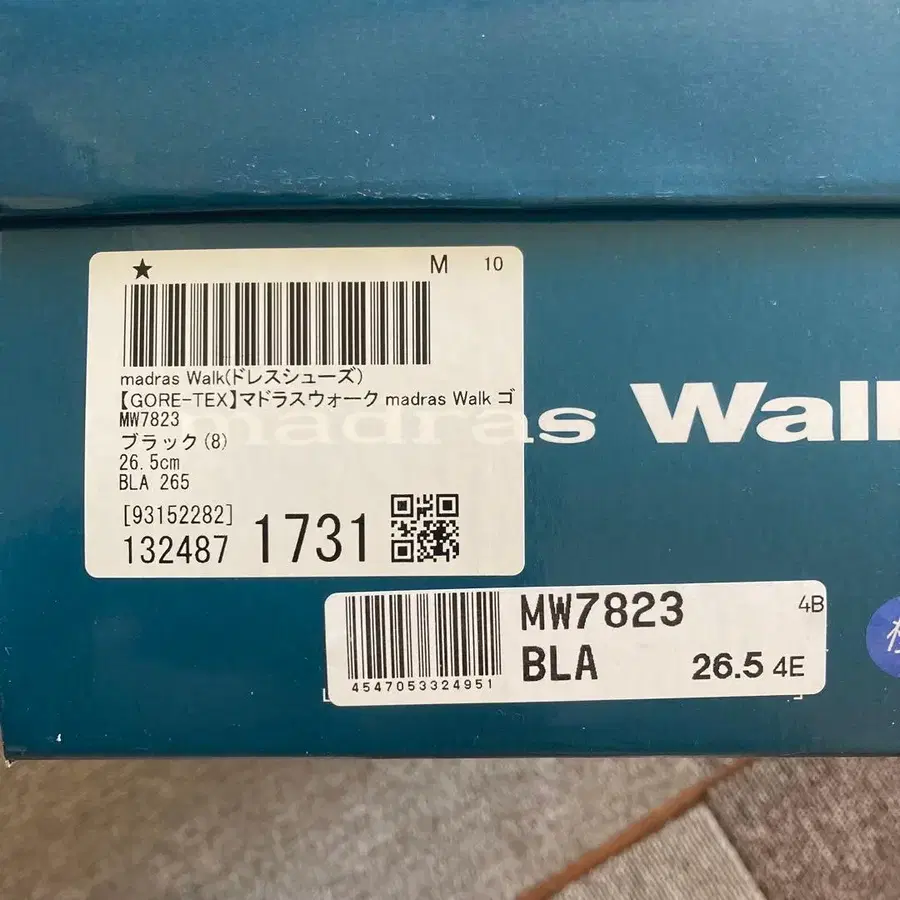 ★ M 10
madras Walk(ドレスシューズ)
【GORE-TEX】マドラスウォーク madras Walk ゴ
MW7823
ブラック(8)
26.5cm
BLA 265
[93152282]
132487 1731
madras Wal
MW7823 4B
BLA 26.5 4E
4547053324951